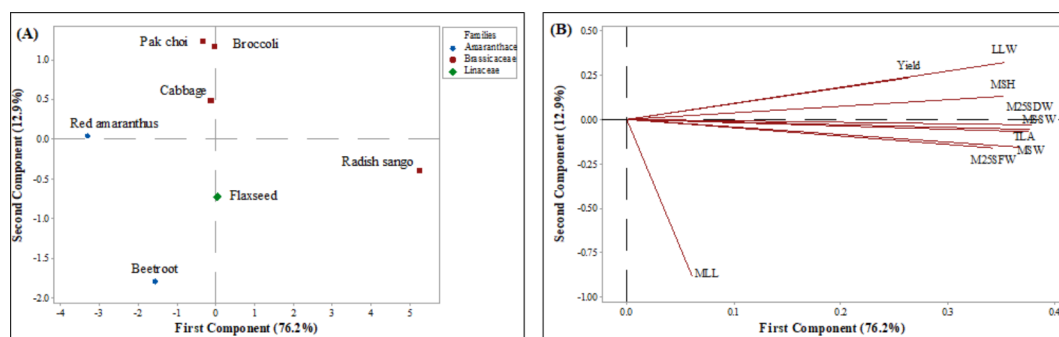 (A)
Pak choi
Broccoli
Cabbage
Red amaranthus
Radish sango
Flaxseed
Beetroot
Families
Amaranthace
Brassicaceae
Linaceae
1.0
0.5
0.0
-0.5
-1.0
-1.5
-2.0
Second Component (12.9%)
-4 -3 -2 -1 0 1 2 3 4 5
First Component (76.2%)
(B)
0.50
0.25
0.00
-0.25
-0.50
-0.75
-1.00
Second Component (12.9%)
LLW
Yield
MSH
M258DW
TLA
MSW
M258FW
MLL
0.0 0.1 0.2 0.3 0.4
First Component (76.2%)